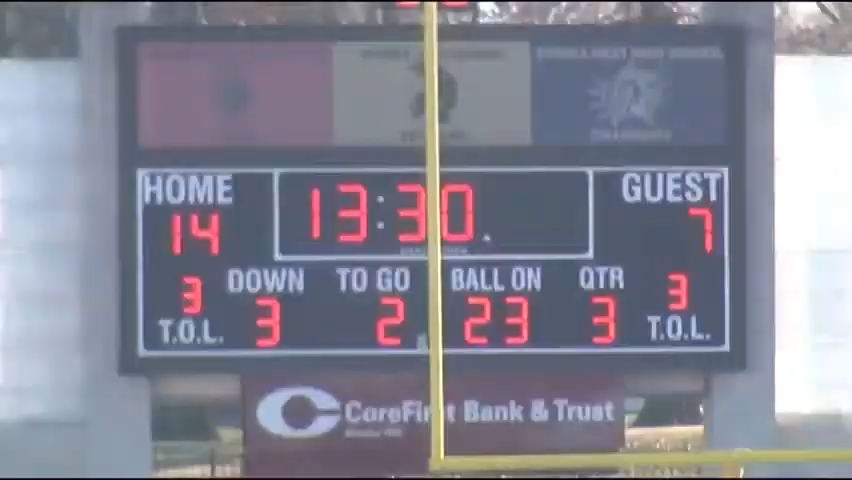 HOME
GUEST
13:30
14
7
DOWN
TO GO
BALL ON
QTR
3
3
2
23
3
3
T.O.L.
T.O.L.
CoreFirst Bank & Trust